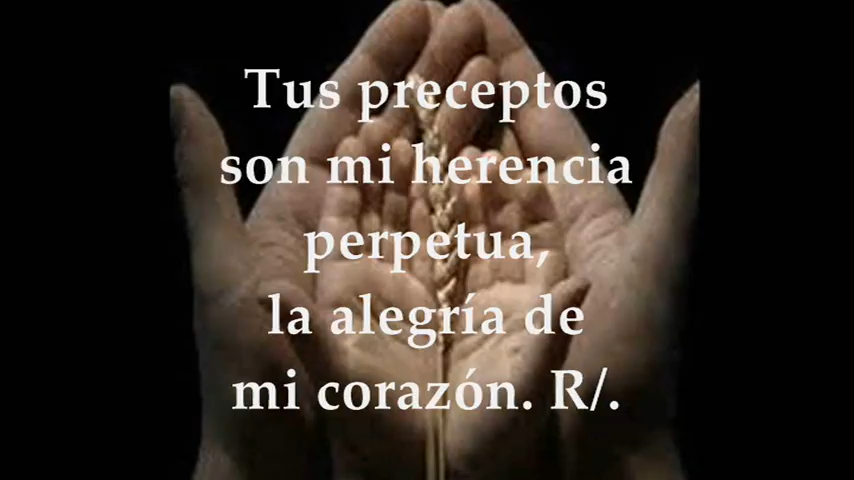 Tus preceptos
son mi herencia
perpetua,
la alegría de
mi corazón. R/.